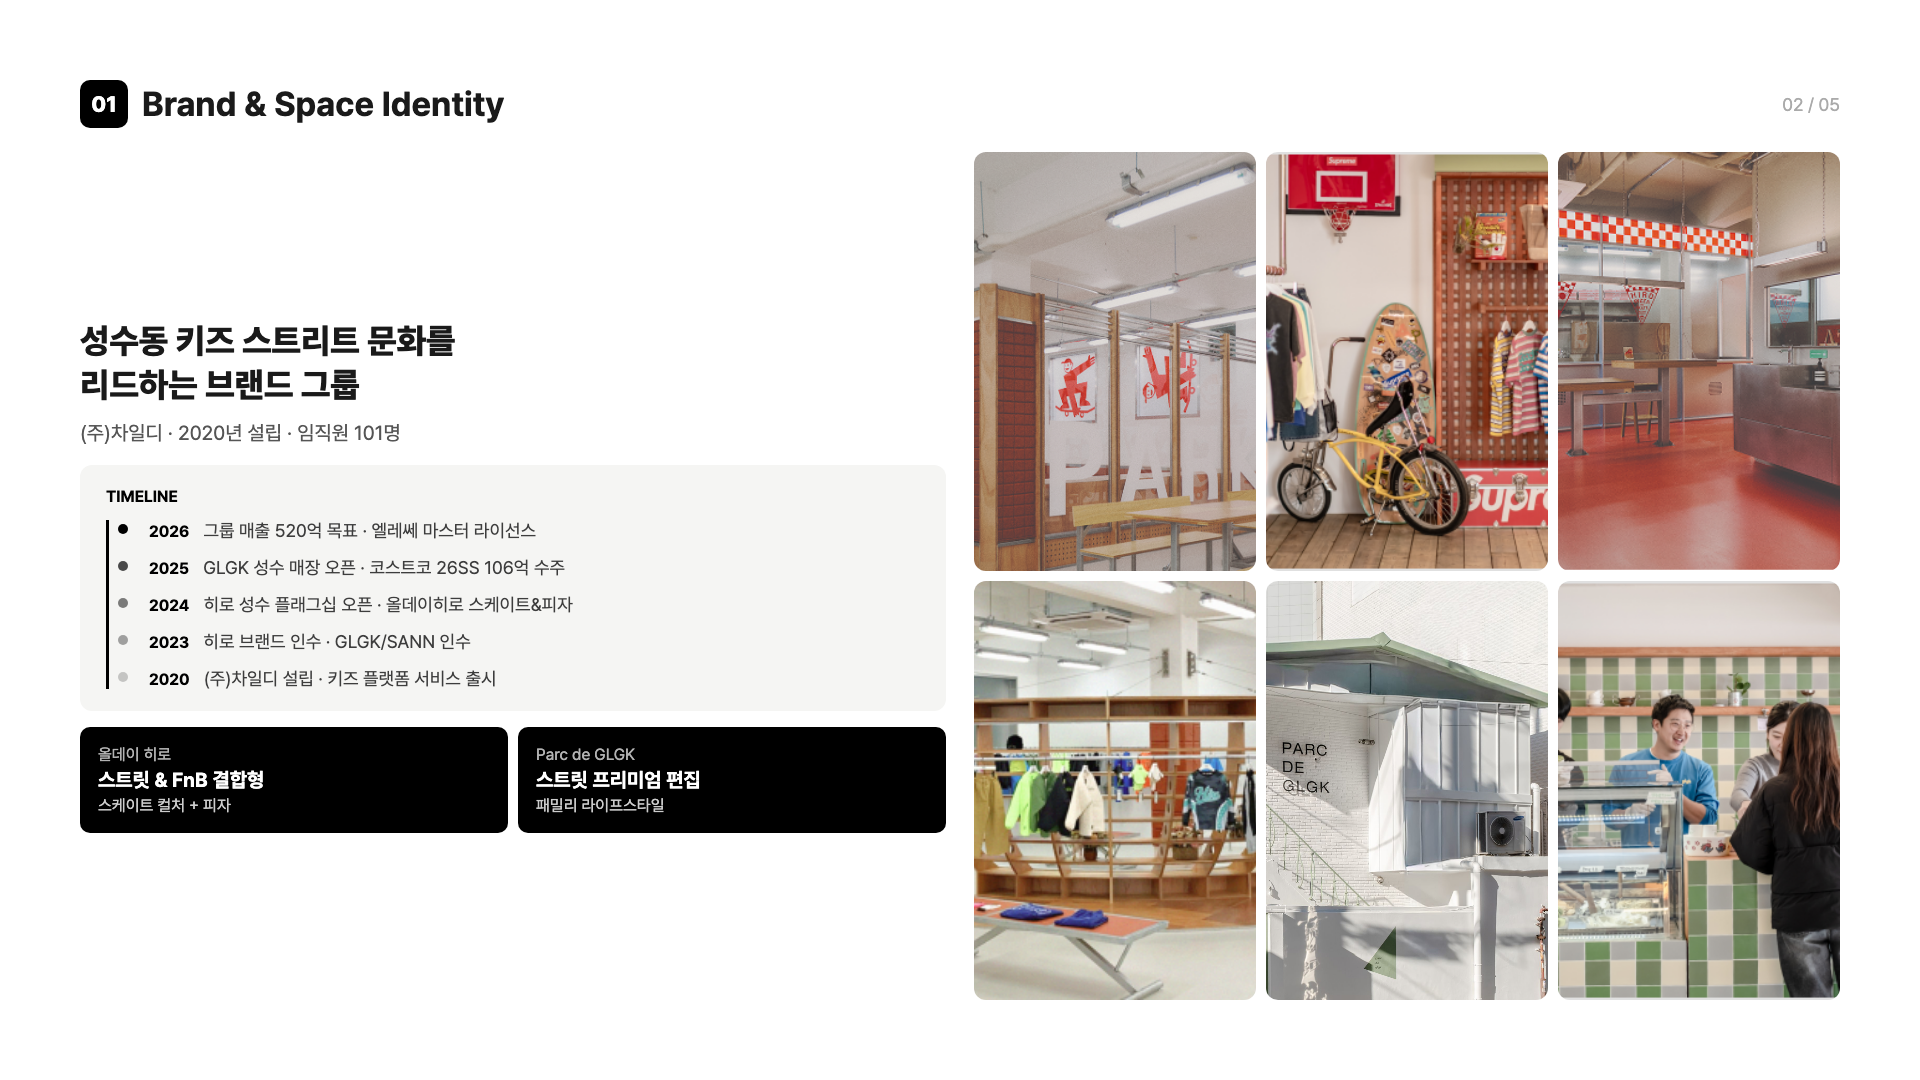 01 Brand & Space Identity
02 / 05
성수동 키즈 스트리트 문화를
리드하는 브랜드 그룹
(주)차일디 · 2020년 설립 · 임직원 101명
TIMELINE
2026 그룹 매출 520억 목표 · 엘레쎄 마스터 라이선스
2025 GLGK 성수 매장 오픈 · 코스트코 26SS 106억 수주
2024 히로 성수 플래그십 오픈 · 올데이히로 스케이트&피자
2023 히로 브랜드 인수 · GLGK/SANN 인수
2020 (주)차일디 설립 · 키즈 플랫폼 서비스 출시
올데이 히로
스트릿 & FnB 결합형
스케이트 컬처 + 피자
Parc de GLGK
스트릿 프리미엄 편집
패밀리 라이프스타일
PARK
Supreme
SPALDING
Supre
HIRO
PARC
DE
GLGK